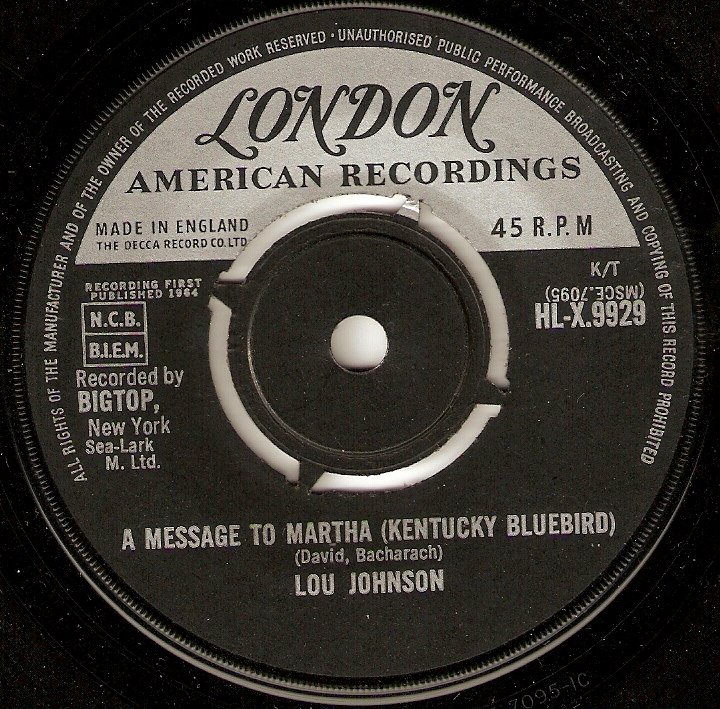 ALL RIGHTS OF THE MANUFACTURER AND OF THE OWNER OF THE RECORDED WORK RESERVED · UNAUTHORISED PUBLIC PERFORMANCE, BROADCASTING AND COPYING OF THIS RECORD PROHIBITED
LONDON
AMERICAN RECORDINGS
MADE IN ENGLAND
THE DECCA RECORD CO. LTD.
45 R.P.M
K/T
(MSCE.7095)
HL-X.9929
RECORDING FIRST
PUBLISHED 1964
N.C.B.
B.I.E.M.
Recorded by
BIGTOP,
New York
Sea-Lark
M. Ltd.
A MESSAGE TO MARTHA (KENTUCKY BLUEBIRD)
(David, Bacharach)
LOU JOHNSON
7095-1C